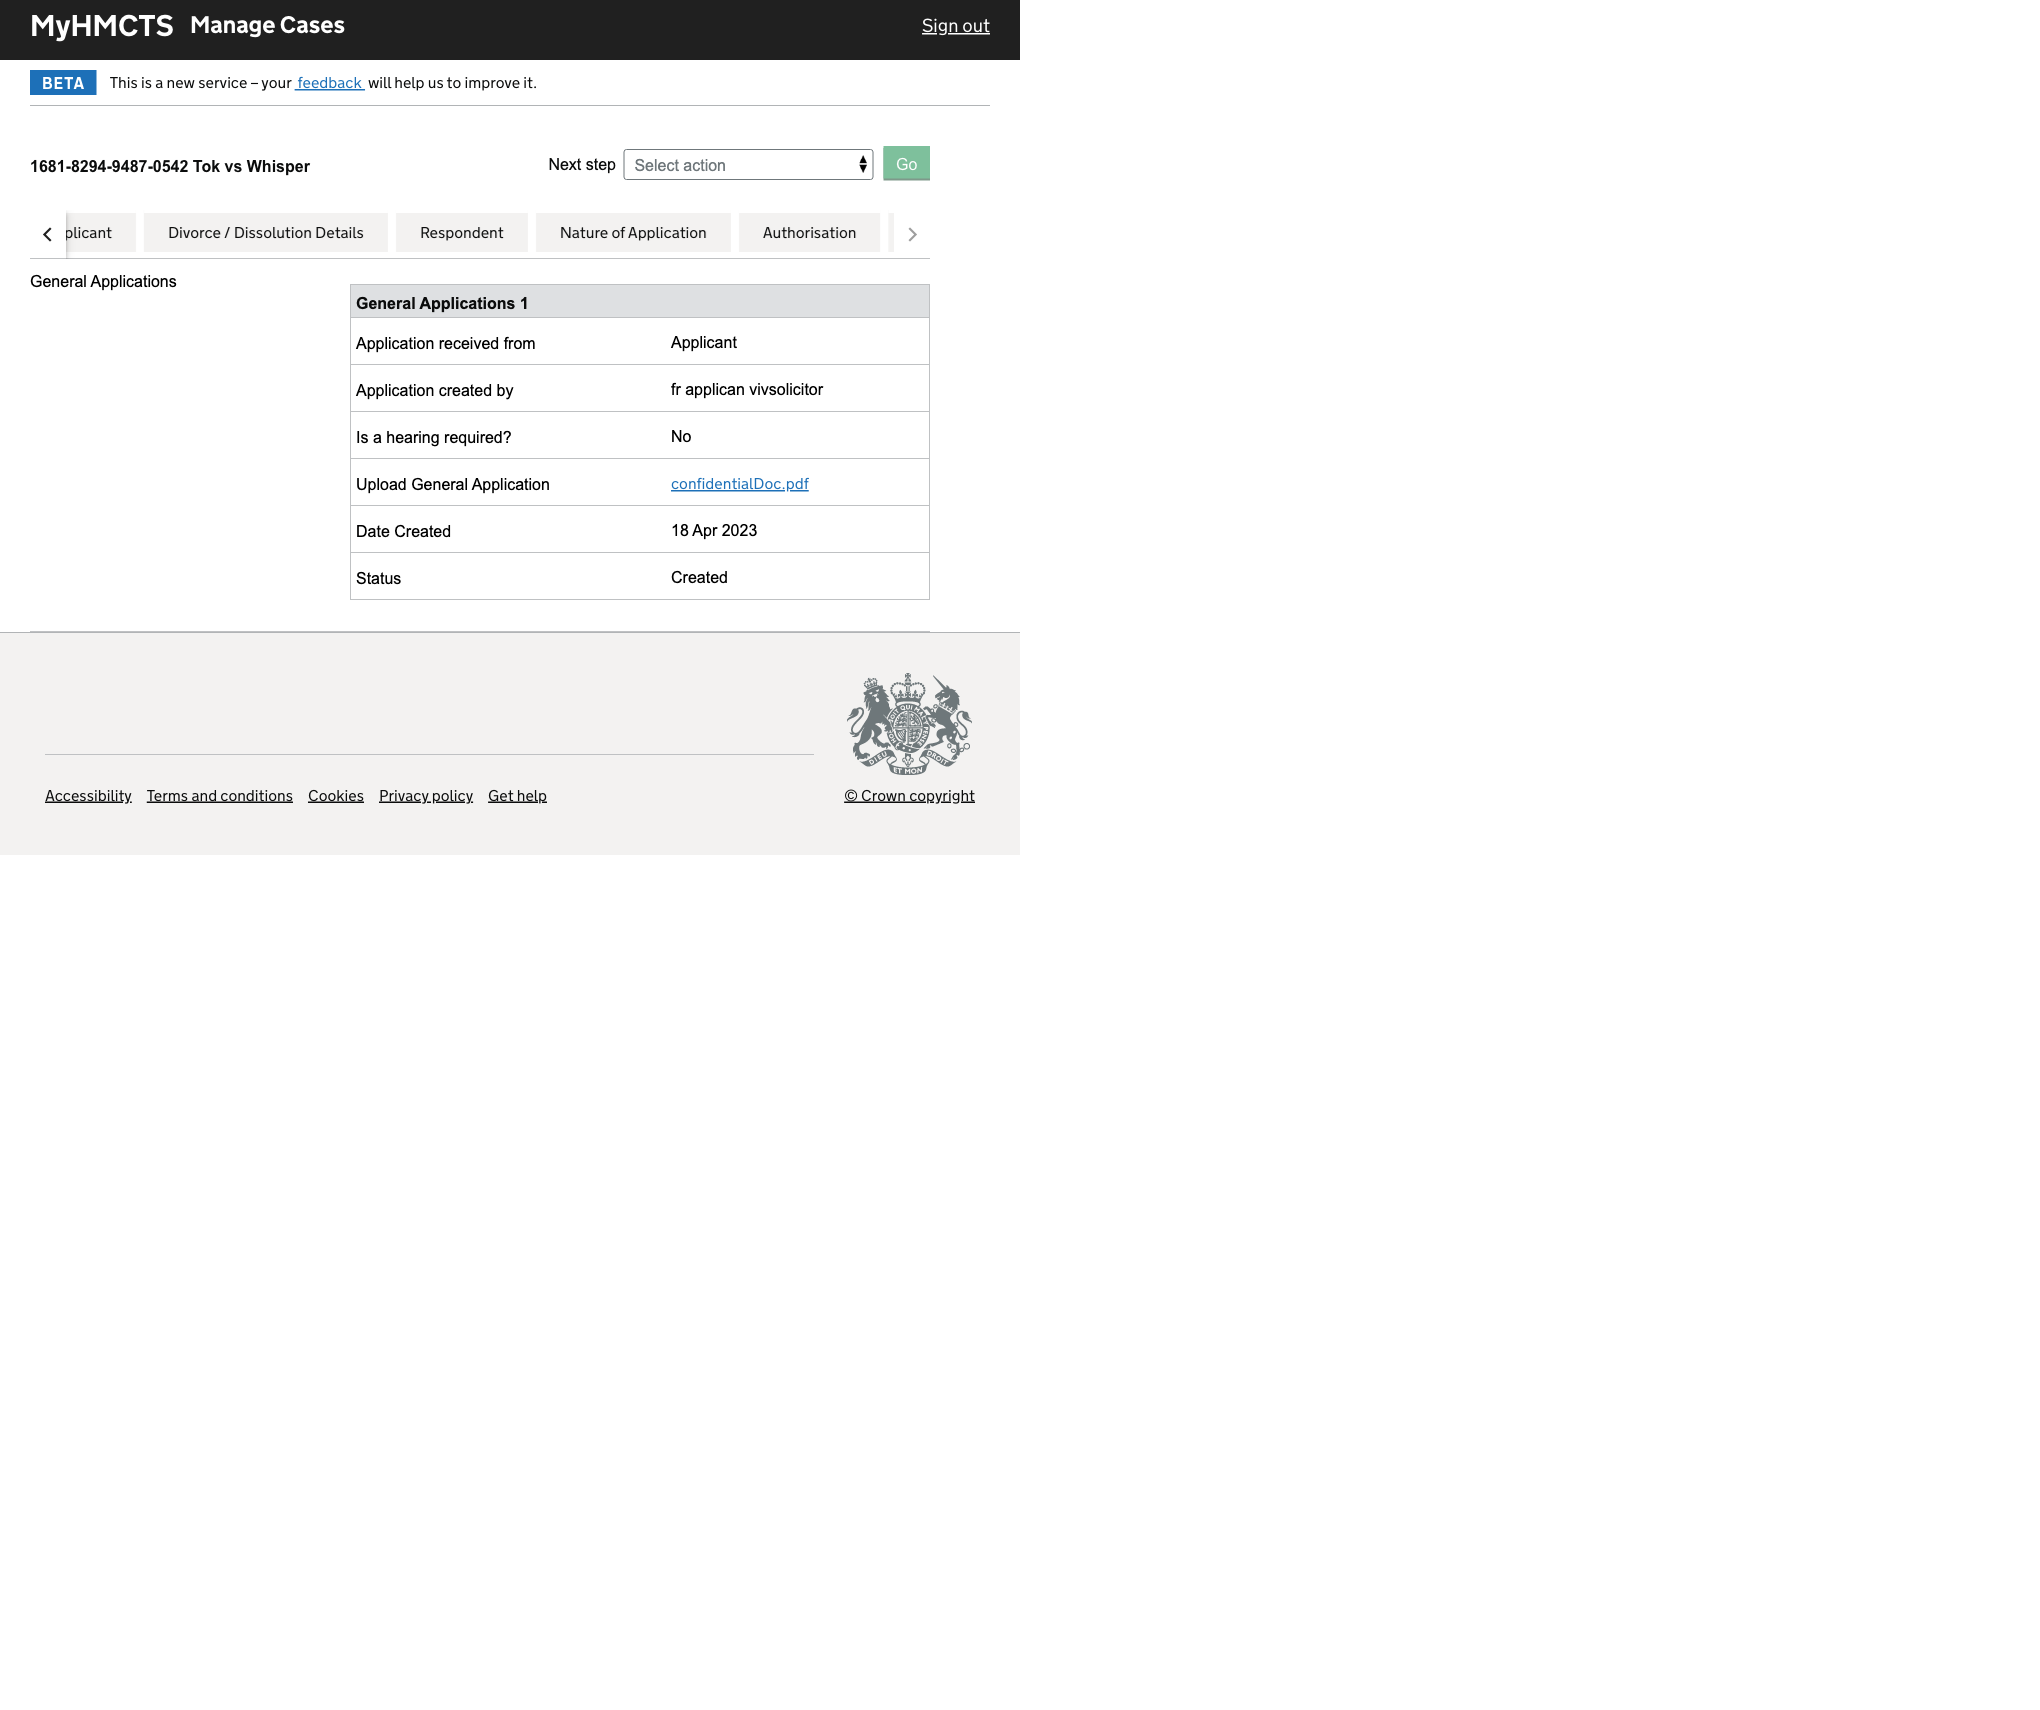 MyHMCTS Manage Cases Sign out
BETA This is a new service – your feedback will help us to improve it.
1681-8294-9487-0542 Tok vs Whisper Next step Select action Go
plicant Divorce / Dissolution Details Respondent Nature of Application Authorisation
General Applications
General Applications 1
Application received from Applicant
Application created by fr applican vivsolicitor
Is a hearing required? No
Upload General Application confidentialDoc.pdf
Date Created 18 Apr 2023
Status Created
DIEU ET MON DROIT
Accessibility Terms and conditions Cookies Privacy policy Get help © Crown copyright